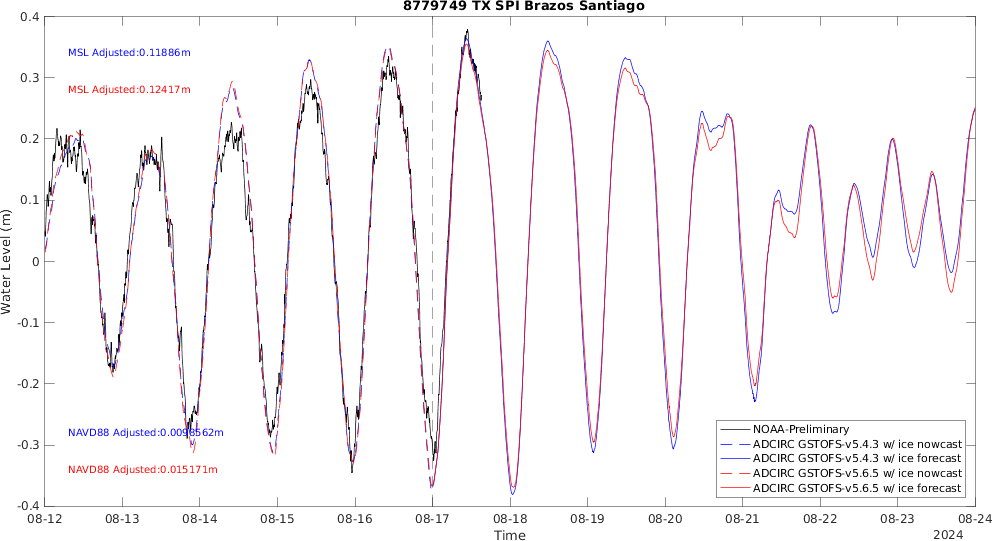 8779749 TX SPI Brazos Santiago
0.4
0.3
0.2
0.1
0
-0.1
-0.2
-0.3
-0.4
Water Level (m)
MSL Adjusted:0.11886m
MSL Adjusted:0.12417m
NAVD88 Adjusted:0.0098562m
NAVD88 Adjusted:0.015171m
NOAA-Preliminary
ADCIRC GSTOFS-v5.4.3 w/ ice nowcast
ADCIRC GSTOFS-v5.4.3 w/ ice forecast
ADCIRC GSTOFS-v5.6.5 w/ ice nowcast
ADCIRC GSTOFS-v5.6.5 w/ ice forecast
08-12 08-13 08-14 08-15 08-16 08-17 08-18 08-19 08-20 08-21 08-22 08-23 08-24
Time
2024